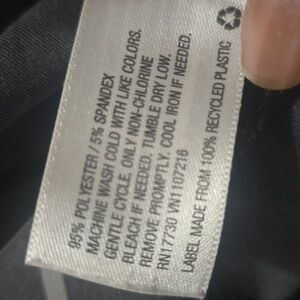 95% POLYESTER / 5% SPANDEX
MACHINE WASH COLD WITH LIKE COLORS.
GENTLE CYCLE. ONLY NON-CHLORINE
BLEACH IF NEEDED. TUMBLE DRY LOW.
REMOVE PROMPTLY. COOL IRON IF NEEDED.
RN17730 VN1107216
LABEL MADE FROM 100% RECYCLED PLASTIC